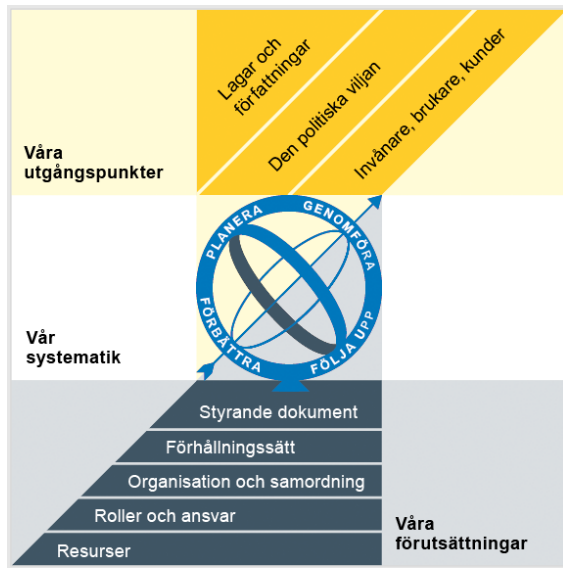 Lagar och
författningar
Den politiska viljan
Invånare, brukare, kunder
Våra
utgångspunkter
PLANERA
GENOMFÖRA
FÖRBÄTTRA
FÖLJA UPP
Vår
systematik
Styrande dokument
Förhållningssätt
Organisation och samordning
Roller och ansvar
Resurser
Våra
förutsättningar